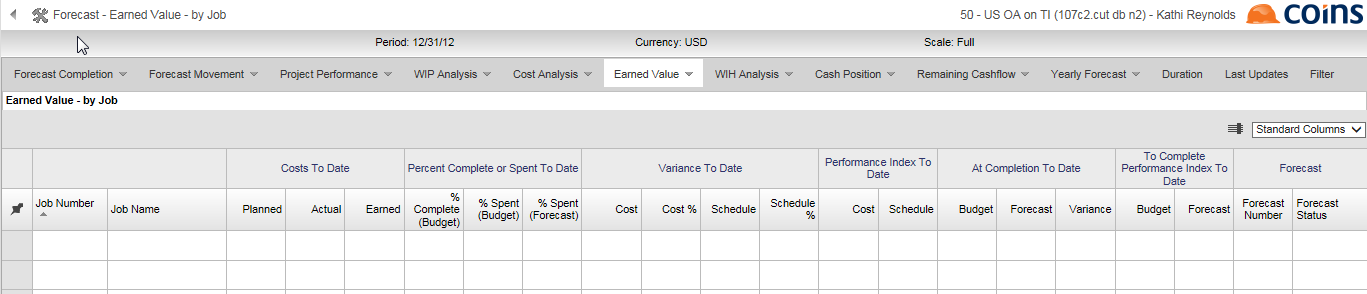 Forecast - Earned Value - by Job
50 - US OA on TI (107c2.cut db n2) - Kathi Reynolds
coins
Period: 12/31/12 Currency: USD Scale: Full
Forecast Completion Forecast Movement Project Performance WIP Analysis Cost Analysis Earned Value WIH Analysis Cash Position Remaining Cashflow Yearly Forecast Duration Last Updates Filter
Earned Value - by Job
Standard Columns
Costs To Date
Percent Complete or Spent To Date
Variance To Date
Performance Index To
Date
At Completion To Date
To Complete
Performance Index To
Date
Forecast
Job Number
Job Name
Planned
Actual
Earned
%
Complete
(Budget)
% Spent
(Budget)
% Spent
(Forecast)
Cost
Cost %
Schedule
Schedule
%
Cost
Schedule
Budget
Forecast
Variance
Budget
Forecast
Forecast
Number
Forecast
Status